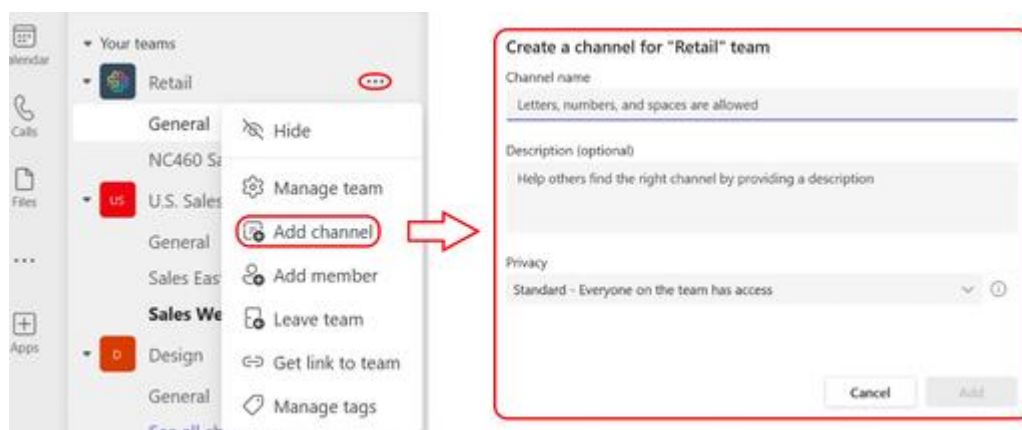 Calendar
Calls
Files
Apps
Your teams
Retail
General
NC460 Sa
US
U.S. Sales
General
Sales Eas
Sales We
D
Design
General
Hide
Manage team
Add channel
Add member
Leave team
Get link to team
Manage tags
Create a channel for "Retail" team
Channel name
Letters, numbers, and spaces are allowed
Description (optional)
Help others find the right channel by providing a description
Privacy
Standard - Everyone on the team has access
Cancel
Add